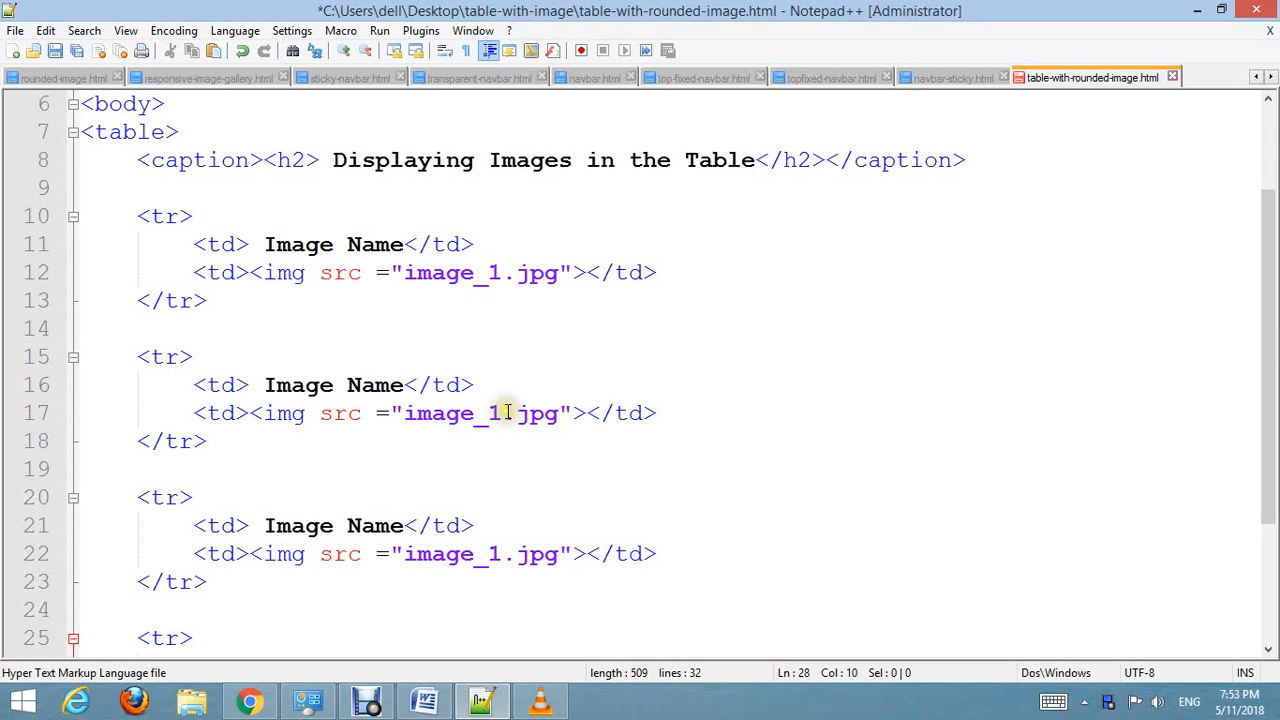 *C:\Users\dell\Desktop\table-with-image\table-with-rounded-image.html - Notepad++ [Administrator]
File Edit Search View Encoding Language Settings Macro Run Plugins Window ? X
rounded-image.html responsive-image-gallery.html sticky-navbar.html transparent-navbar.html navbar.html top-fixed-navbar.html topfixed-navbar.html navbar-sticky.html table-with-rounded-image.html
6 <body>
7 <table>
8 <caption><h2> Displaying Images in the Table</h2></caption>
9
10 <tr>
11 <td> Image Name</td>
12 <td><img src ="image_1.jpg"></td>
13 </tr>
14
15 <tr>
16 <td> Image Name</td>
17 <td><img src ="image_1.jpg"></td>
18 </tr>
19
20 <tr>
21 <td> Image Name</td>
22 <td><img src ="image_1.jpg"></td>
23 </tr>
24
25 <tr>
Hyper Text Markup Language file length : 509 lines : 32 Ln : 28 Col : 10 Sel : 0 | 0 Dos\Windows UTF-8 INS
ENG 7:53 PM
5/11/2018